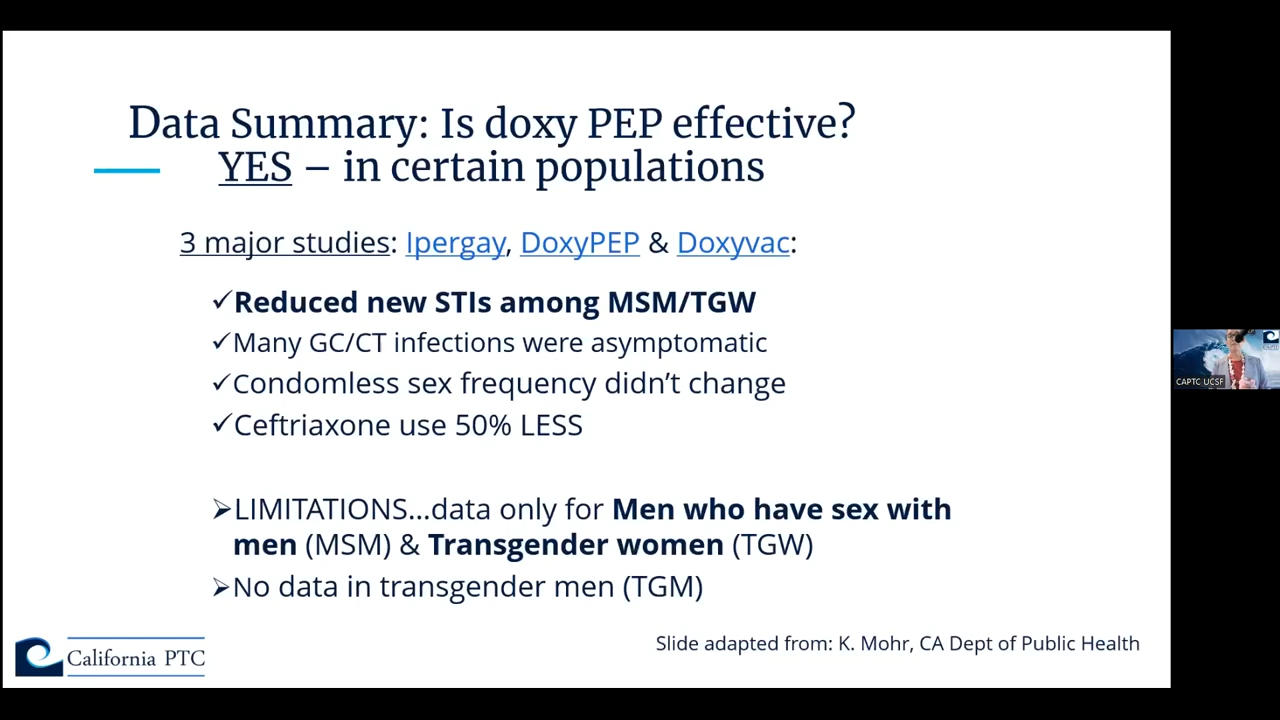 Data Summary: Is doxy PEP effective?
YES – in certain populations
3 major studies: Ipergay, DoxyPEP & Doxyvac:
✓Reduced new STIs among MSM/TGW
✓Many GC/CT infections were asymptomatic
✓Condomless sex frequency didn’t change
✓Ceftriaxone use 50% LESS
➢LIMITATIONS...data only for Men who have sex with
men (MSM) & Transgender women (TGW)
➢No data in transgender men (TGM)
Slide adapted from: K. Mohr, CA Dept of Public Health
California PTC
CAPTC UCSF